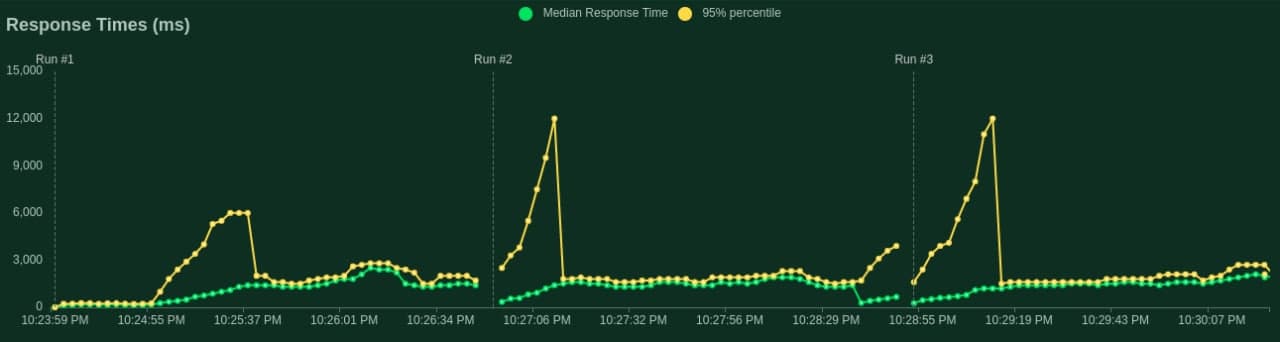 Median Response Time 95% percentile
Response Times (ms)
Run #1 Run #2 Run #3
15,000
12,000
9,000
6,000
3,000
0
10:23:59 PM 10:24:55 PM 10:25:37 PM 10:26:01 PM 10:26:34 PM 10:27:06 PM 10:27:32 PM 10:27:56 PM 10:28:29 PM 10:28:55 PM 10:29:19 PM 10:29:43 PM 10:30:07 PM